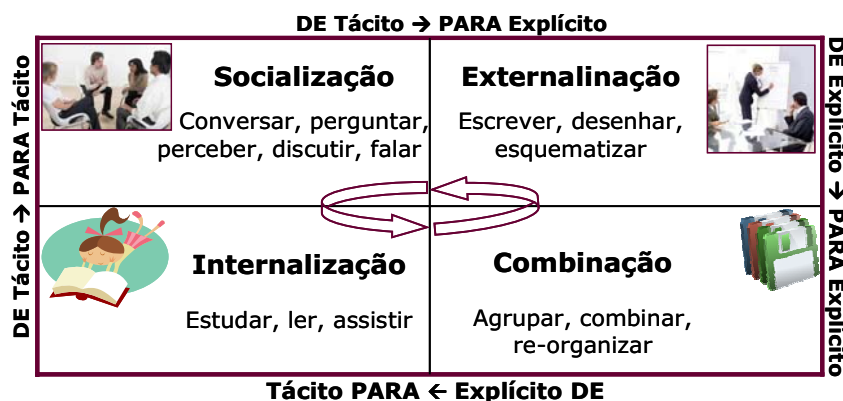 DE Tácito → PARA Explícito
DE Tácito → PARA Tácito
Socialização
Conversar, perguntar,
perceber, discutir, falar
Externalinação
Escrever, desenhar,
esquematizar
DE Explícito → PARA Explícito
Internalização
Estudar, ler, assistir
Combinação
Agrupar, combinar,
re-organizar
Tácito PARA ← Explícito DE